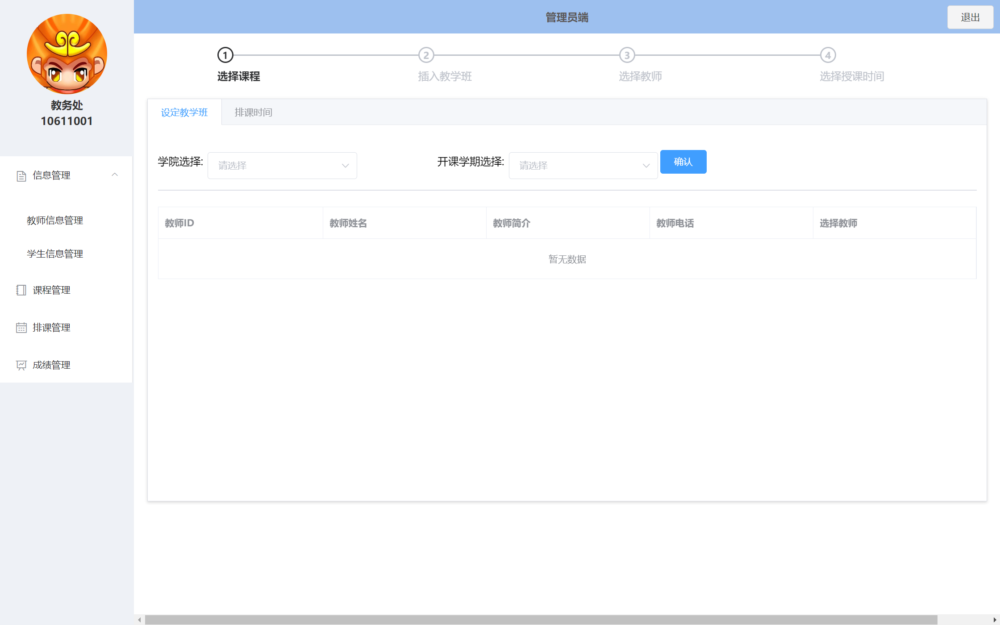 管理员端
退出
教务处
10611001
信息管理
教师信息管理
学生信息管理
课程管理
排课管理
成绩管理
1
2
3
4
选择课程
插入教学班
选择教师
选择授课时间
设定教学班
排课时间
学院选择:
请选择
开课学期选择:
请选择
确认
教师ID
教师姓名
教师简介
教师电话
选择教师
暂无数据